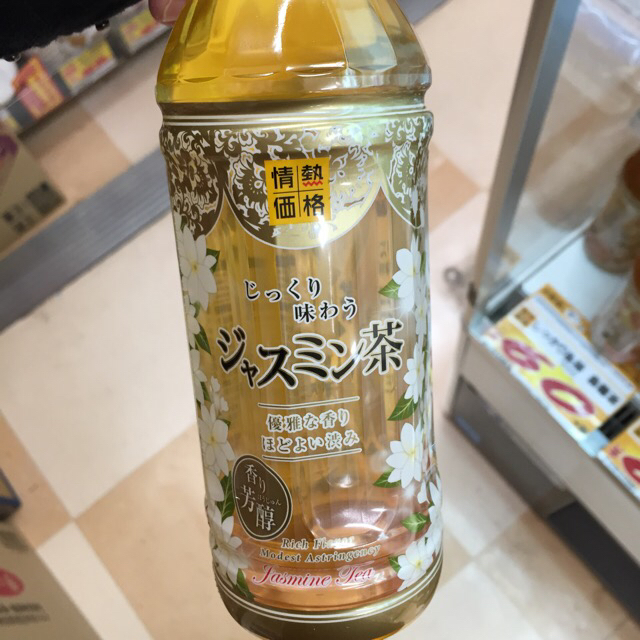 情熱
価格
じっくり
味わう
ジャスミン茶
優雅な香り
ほどよい渋み
香り
芳醇
Rich Flavor
Modest Astringency
Jasmine Tea